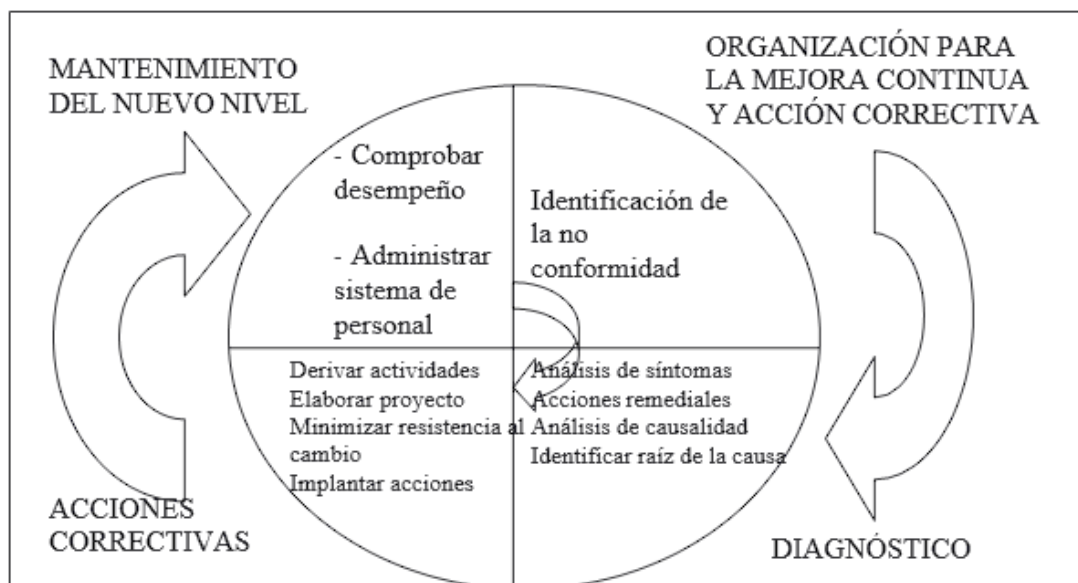 MANTENIMIENTO
DEL NUEVO NIVEL
ORGANIZACIÓN PARA
LA MEJORA CONTINUA
Y ACCIÓN CORRECTIVA
- Comprobar
desempeño
- Administrar
sistema de
personal
Identificación de
la no
conformidad
Derivar actividades
Elaborar proyecto
Minimizar resistencia al
cambio
Implantar acciones
Análisis de síntomas
Acciones remediales
Análisis de causalidad
Identificar raíz de la causa
ACCIONES
CORRECTIVAS
DIAGNÓSTICO